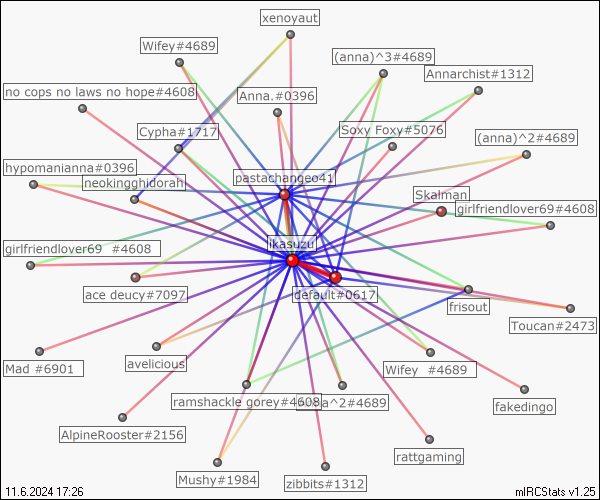 xenoyaut
Wifey#4689
(anna)^3#4689
Annarchist#1312
no cops no laws no hope#4608
Anna.#0396
Soxy Foxy#5076
Cypha#1717
(anna)^2#4689
hypomanianna#0396
neokingghidorah
pastachangeo41
Skalman
girlfriendlover69#4608
girlfriendlover69 #4608
ikasuzu
ace deucy#7097
default#0617
frisout
Toucan#2473
Mad #6901
avelicious
Wifey #4689
ramshackle gorey#4608
a^2#4689
fakedingo
AlpineRooster#2156
rattgaming
Mushy#1984
zibbits#1312
11.6.2024 17:26
mIRCStats v1.25